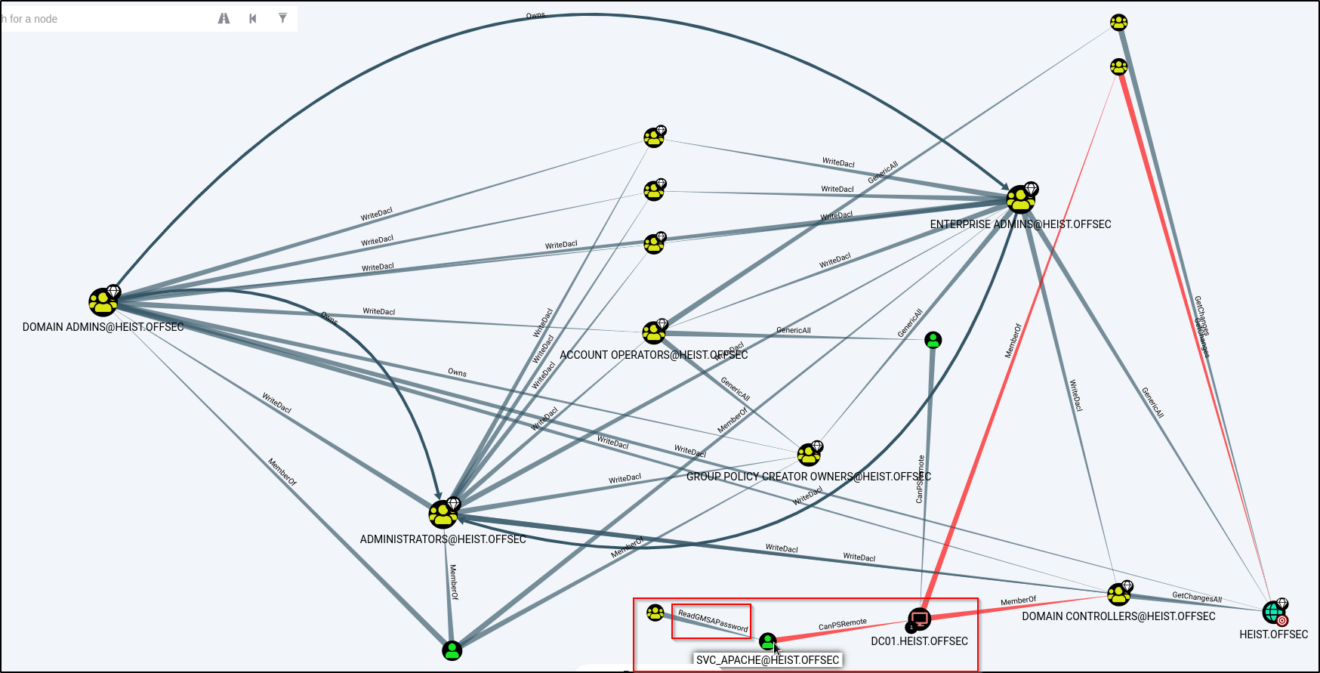 h for a node
Owns
WriteDacl
GenericAll
WriteDacl
WriteDacl
WriteDacl
ENTERPRISE ADMINS@HEIST.OFFSEC
WriteDacl
WriteDacl
WriteDacl
WriteDacl
WriteDacl
DOMAIN ADMINS@HEIST.OFFSEC
WriteDacl
Owns
WriteDacl
GenericAll
GenericAll
GetChanges
MemberOf
ACCOUNT OPERATORS@HEIST.OFFSEC
WriteDacl
WriteDacl
WriteDacl
Owns
GenericAll
WriteDacl
GenericAll
WriteDacl
WriteDacl
MemberOf
WriteDacl
WriteDacl
MemberOf
GROUP POLICY CREATOR OWNERS@HEIST.OFFSEC
WriteDacl
CanPSRemote
WriteDacl
ADMINISTRATORS@HEIST.OFFSEC
MemberOf
WriteDacl
WriteDacl
MemberOf
ReadGMSAPassword
CanPSRemote
MemberOf
GetChangesAll
DOMAIN CONTROLLERS@HEIST.OFFSEC
HEIST.OFFSEC
DC01.HEIST.OFFSEC
SVC_APACHE@HEIST.OFFSEC